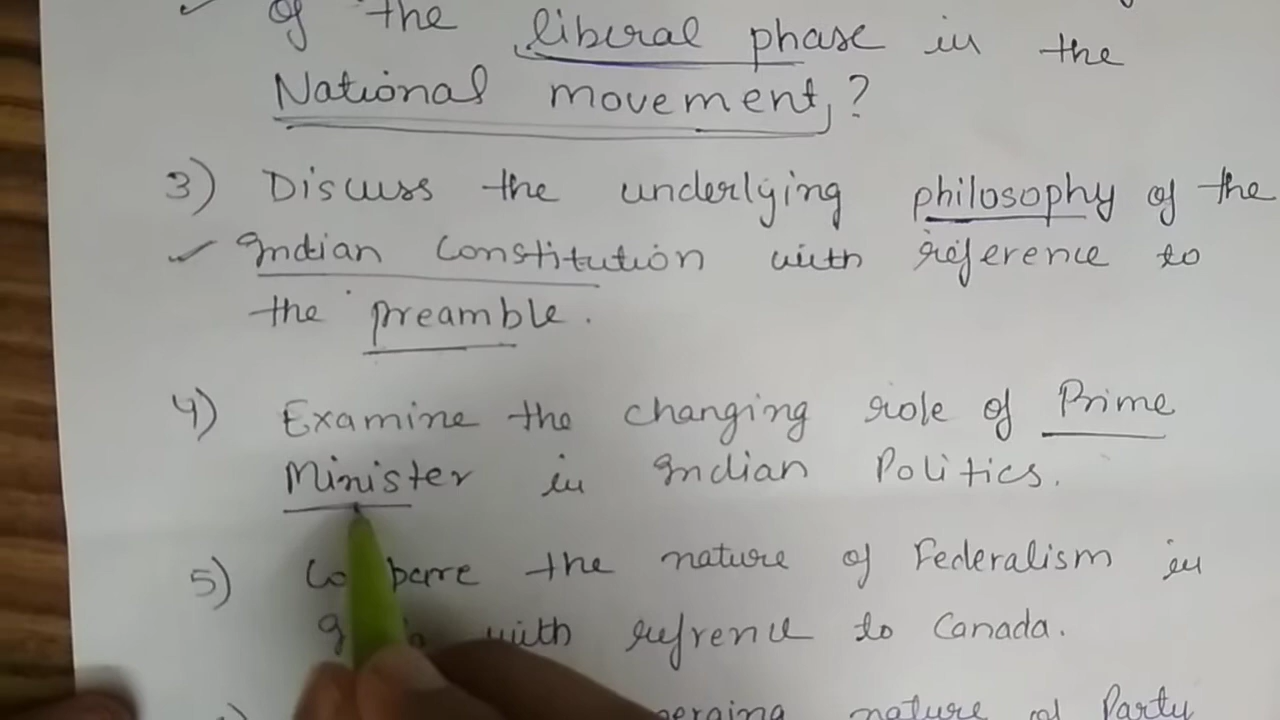 of the liberal phase in the
National movement,?
3) Discuss the underlying philosophy of the
Indian Constitution with reference to
the preamble.
4) Examine the changing role of Prime
Minister in Indian Politics.
5) the nature of Federalism in
with refrence to Canada.
nature of Party